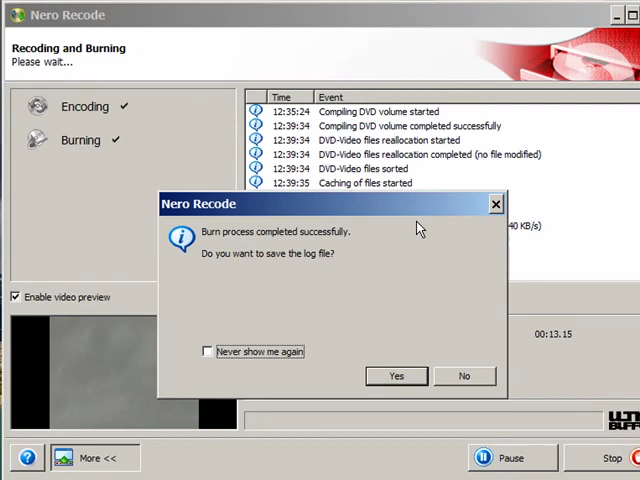 Nero Recode
Recoding and Burning
Please wait...
Encoding
Burning
Time Event
12:35:24 Compiling DVD volume started
12:39:34 Compiling DVD volume completed successfully
12:39:34 DVD-Video files reallocation started
12:39:34 DVD-Video files reallocation completed (no file modified)
12:39:34 DVD-Video files sorted
12:39:35 Caching of files started
Nero Recode
40 KB/s)
Burn process completed successfully.
Do you want to save the log file?
Enable video preview
00:13.15
Never show me again
Yes No
More <<
Pause
Stop